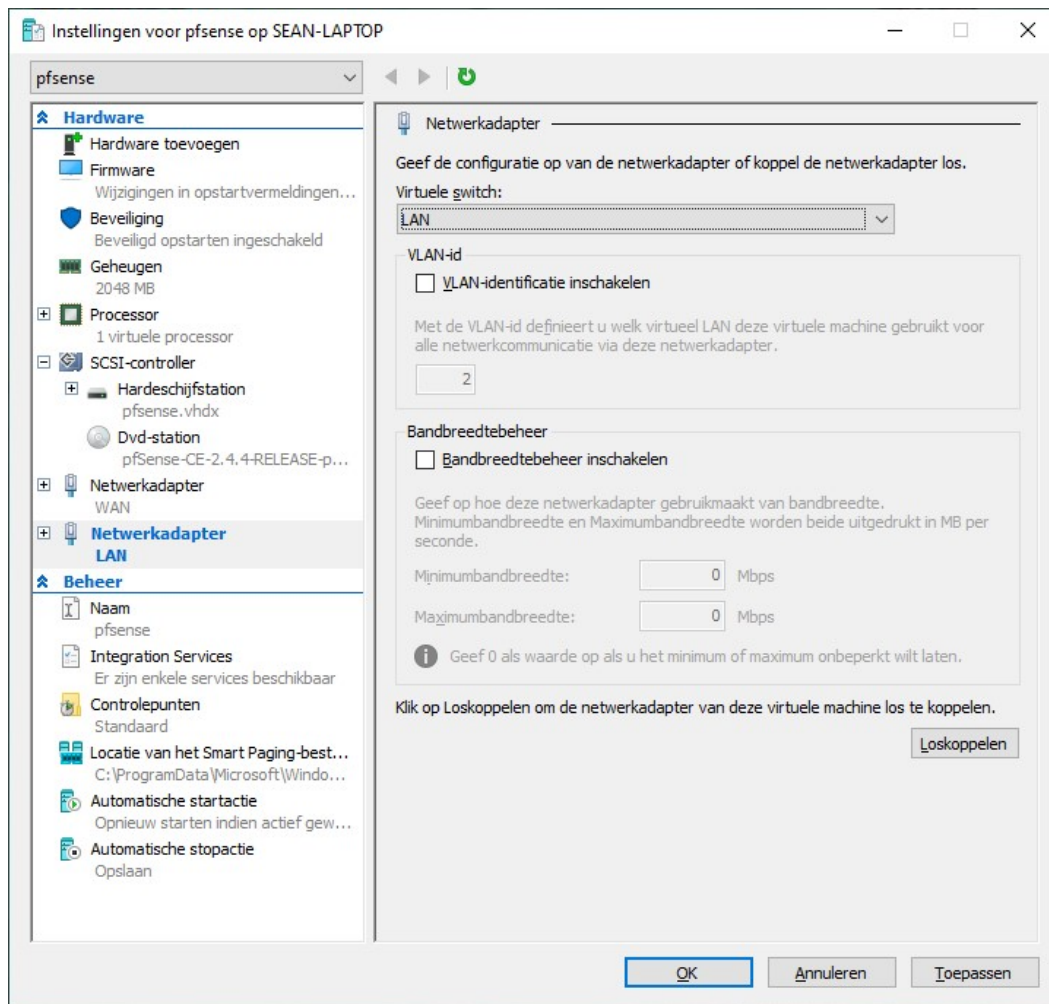 Instellingen voor pfsense op SEAN-LAPTOP
pfsense
Hardware
Hardware toevoegen
Firmware
Wijzigingen in opstartvermeldingen...
Beveiliging
Beveiligd opstarten ingeschakeld
Geheugen
2048 MB
Processor
1 virtuele processor
SCSI-controller
Hardeschijfstation
pfsense.vhdx
Dvd-station
pfSense-CE-2.4.4-RELEASE-p...
Netwerkadapter
WAN
Netwerkadapter
LAN
Beheer
Naam
pfsense
Integration Services
Er zijn enkele services beschikbaar
Controlepunten
Standaard
Locatie van het Smart Paging-best...
C:\ProgramData\Microsoft\Windo...
Automatische startactie
Opnieuw starten indien actief gew...
Automatische stopactie
Opslaan
Netwerkadapter
Geef de configuratie op van de netwerkadapter of koppel de netwerkadapter los.
Virtuele switch:
LAN
VLAN-id
VLAN-identificatie inschakelen
Met de VLAN-id definieert u welk virtueel LAN deze virtuele machine gebruikt voor
alle netwerkcommunicatie via deze netwerkadapter.
2
Bandbreedtebeheer
Bandbreedtebeheer inschakelen
Geef op hoe deze netwerkadapter gebruikmaakt van bandbreedte.
Minimumbandbreedte en Maximumbandbreedte worden beide uitgedrukt in MB per
seconde.
Minimumbandbreedte: 0 Mbps
Maximumbandbreedte: 0 Mbps
Geef 0 als waarde op als u het minimum of maximum onbeperkt wilt laten.
Klik op Loskoppelen om de netwerkadapter van deze virtuele machine los te koppelen.
Loskoppelen
OK Annuleren Toepassen